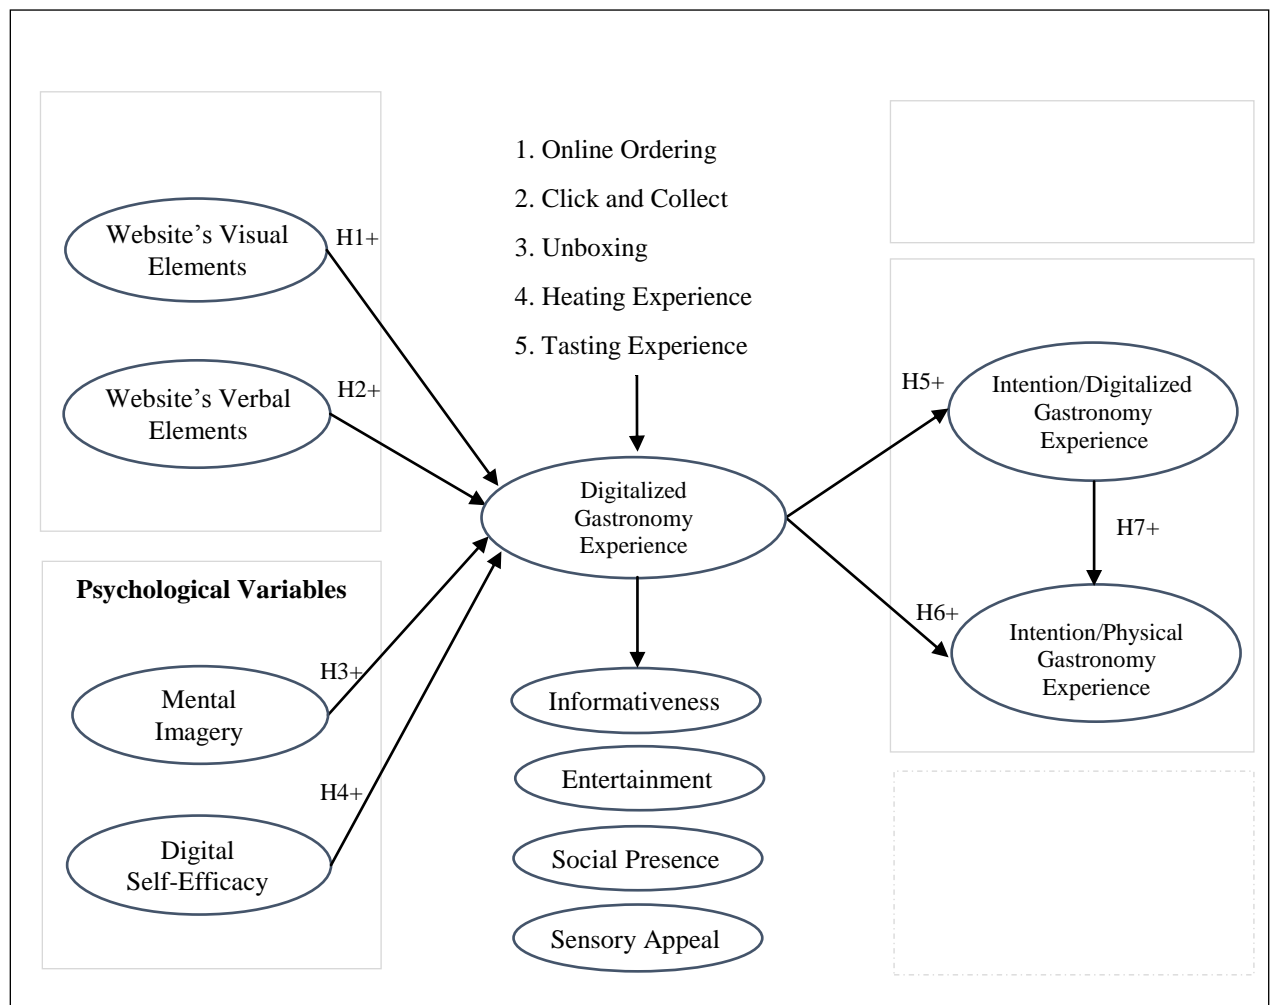 Website’s Visual
Elements
H1+
Website’s Verbal
Elements
H2+
Psychological Variables
Mental
Imagery
H3+
Digital
Self-Efficacy
H4+
1. Online Ordering
2. Click and Collect
3. Unboxing
4. Heating Experience
5. Tasting Experience
Digitalized
Gastronomy
Experience
Informativeness
Entertainment
Social Presence
Sensory Appeal
H5+
Intention/Digitalized
Gastronomy
Experience
H7+
H6+
Intention/Physical
Gastronomy
Experience